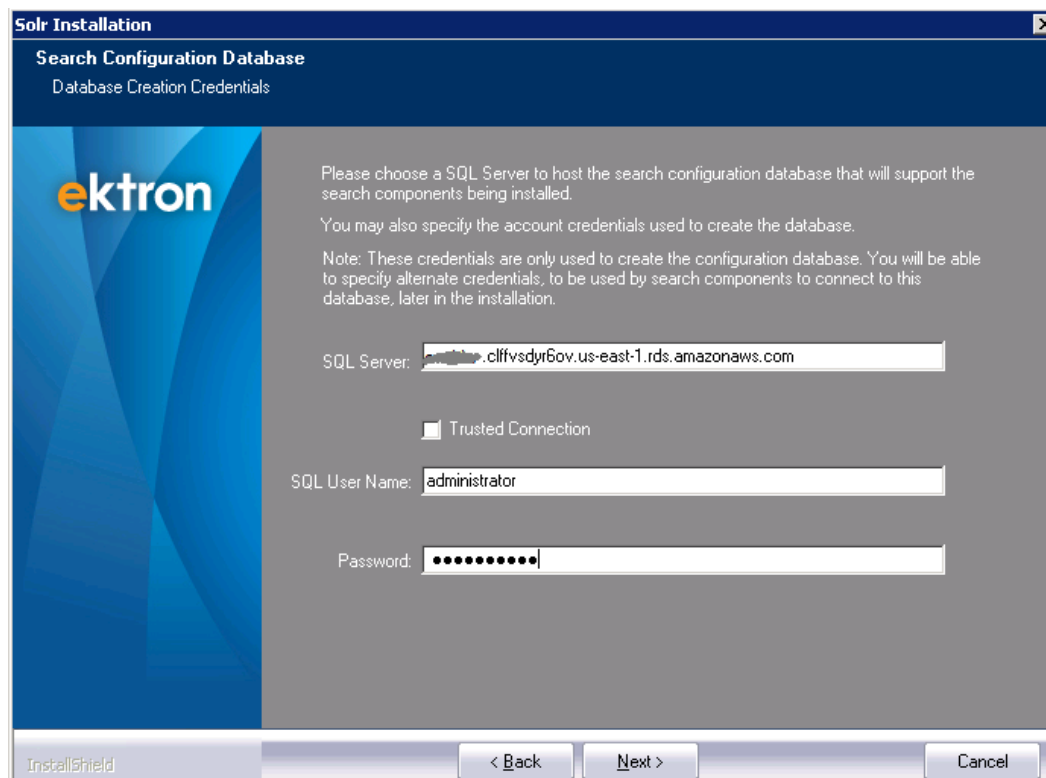 Solr Installation
Search Configuration Database
Database Creation Credentials
ektron
Please choose a SQL Server to host the search configuration database that will support the
search components being installed.
You may also specify the account credentials used to create the database.
Note: These credentials are only used to create the configuration database. You will be able
to specify alternate credentials, to be used by search components to connect to this
database, later in the installation.
SQL Server: .clffvsdyr6ov.us-east-1.rds.amazonaws.com
Trusted Connection
SQL User Name: administrator
Password: ●●●●●●●●●●
InstallShield
< Back
Next >
Cancel